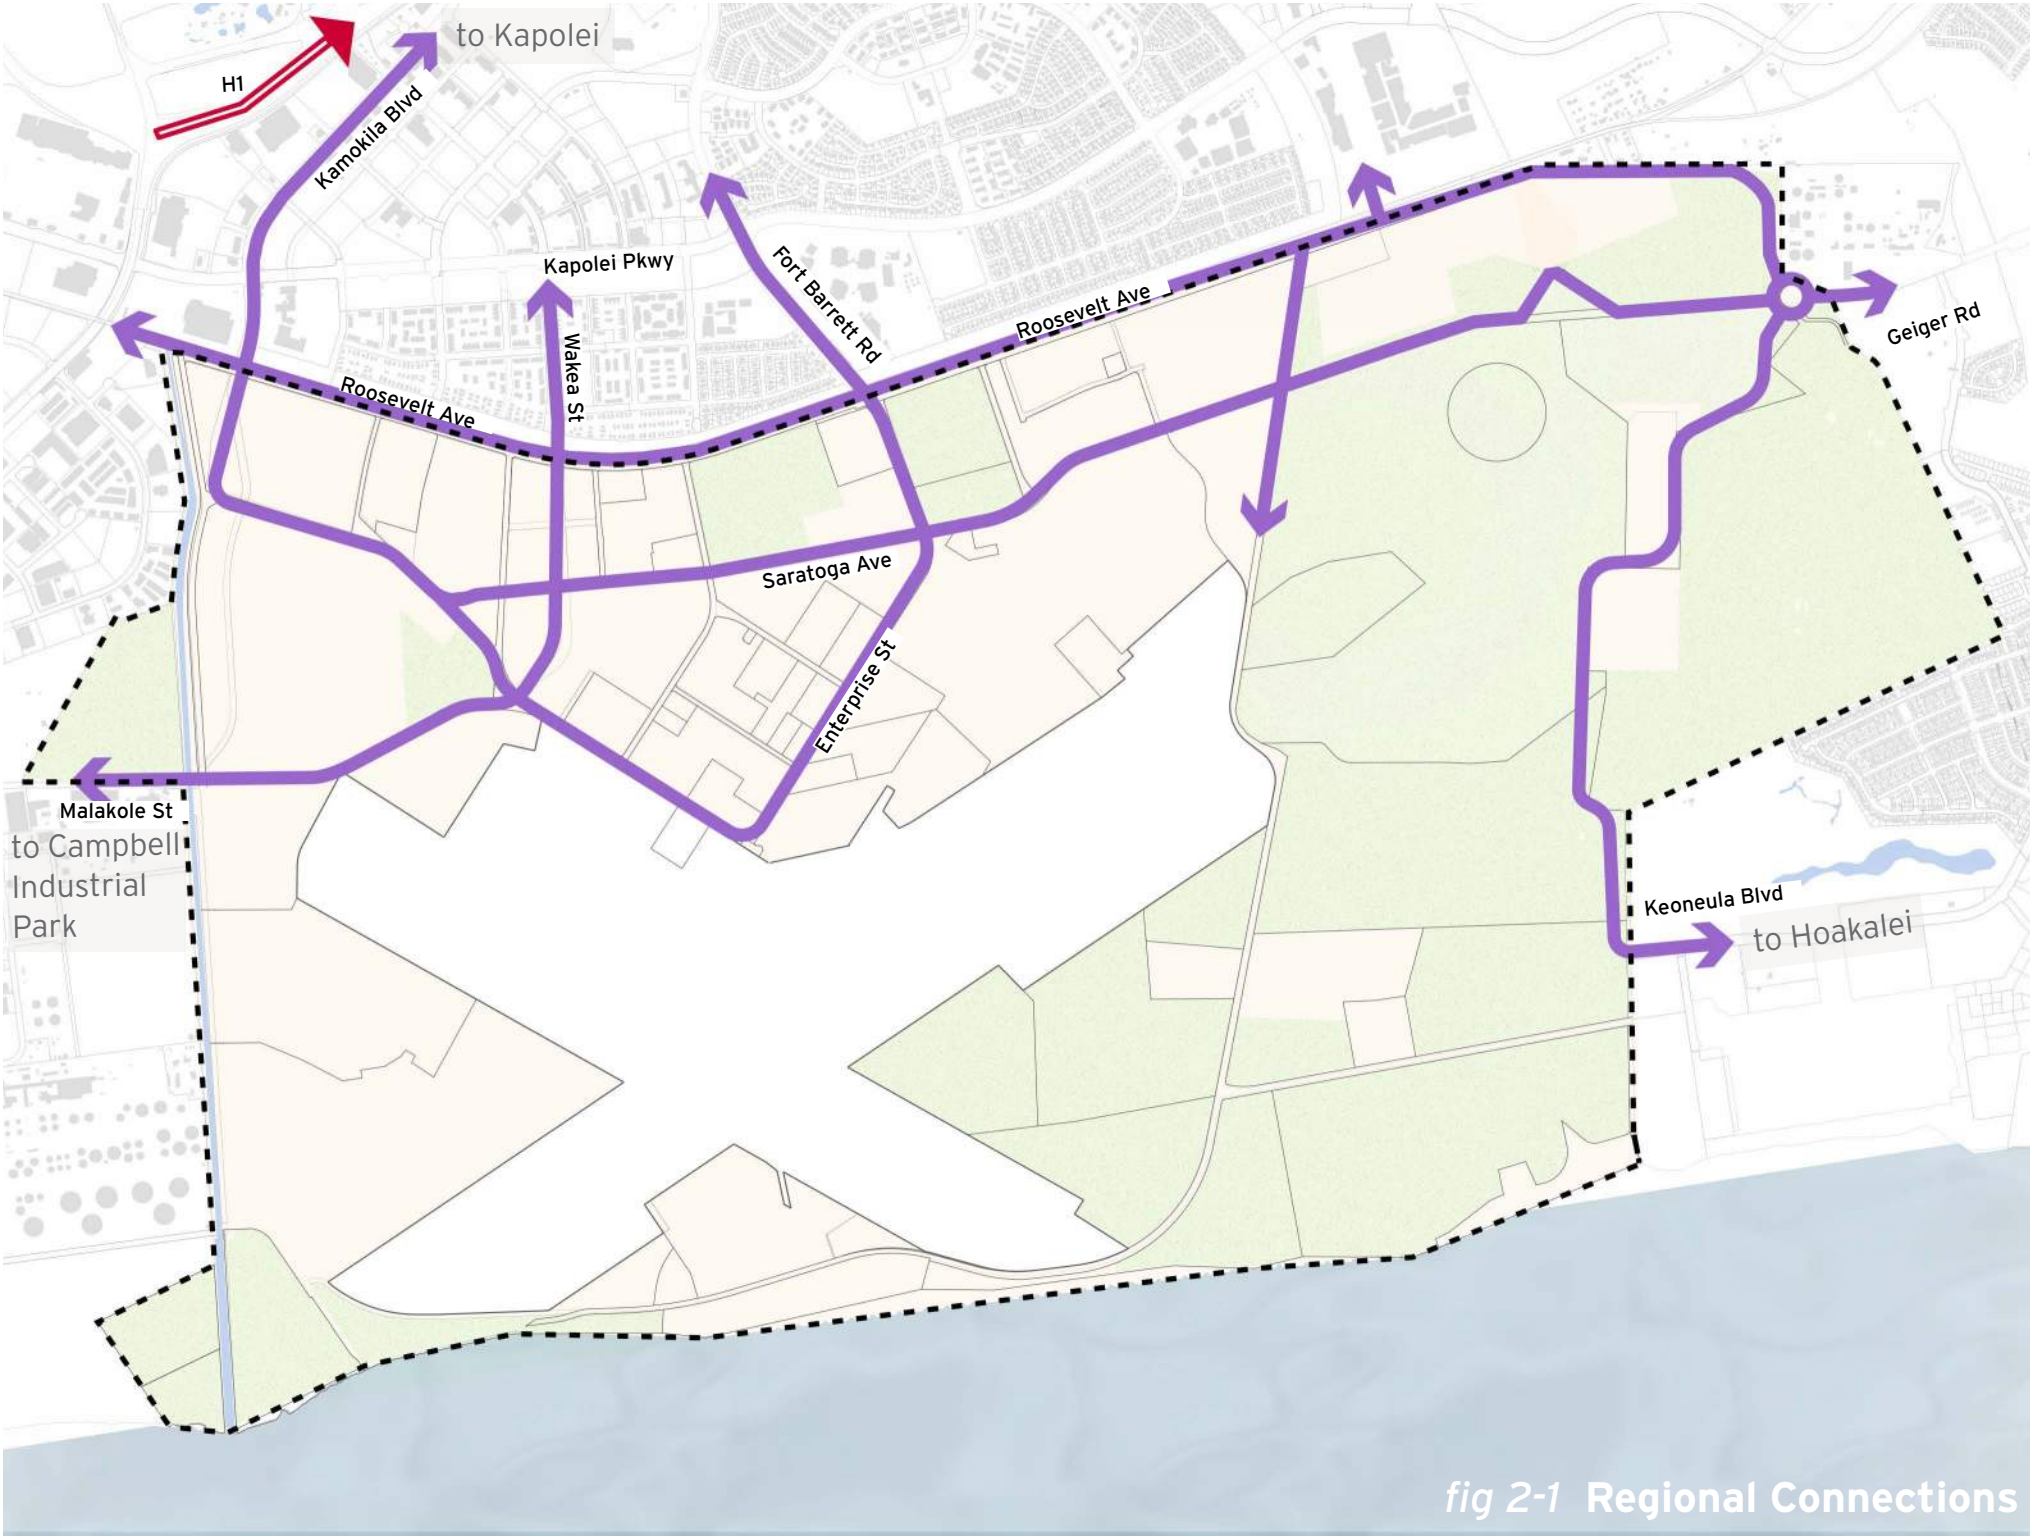 to Kapolei
H1
Kamokila Blvd
Kapolei Pkwy
Fort Barrett Rd
Roosevelt Ave
Geiger Rd
Wakea St
Roosevelt Ave
Saratoga Ave
Enterprise St
Malakole St
to Campbell
Industrial
Park
Keoneula Blvd
to Hoakalei
fig 2-1 Regional Connections